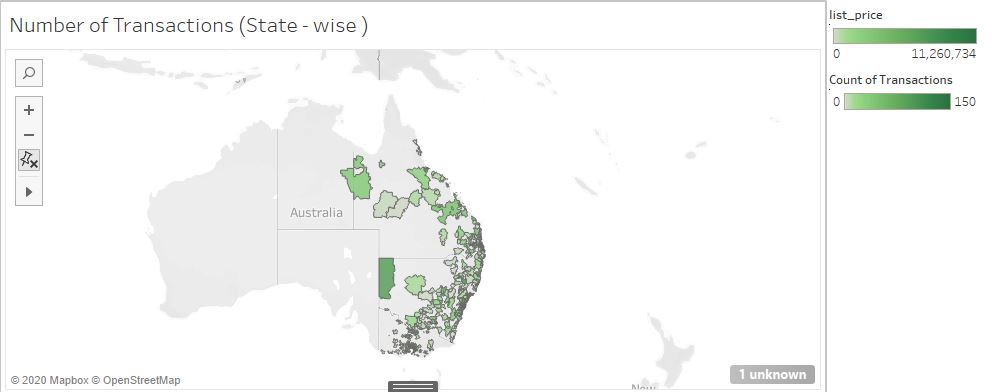 Number of Transactions (State - wise )
list_price
0 11,260,734
Count of Transactions
0 150
Australia
© 2020 Mapbox © OpenStreetMap
1 unknown
New